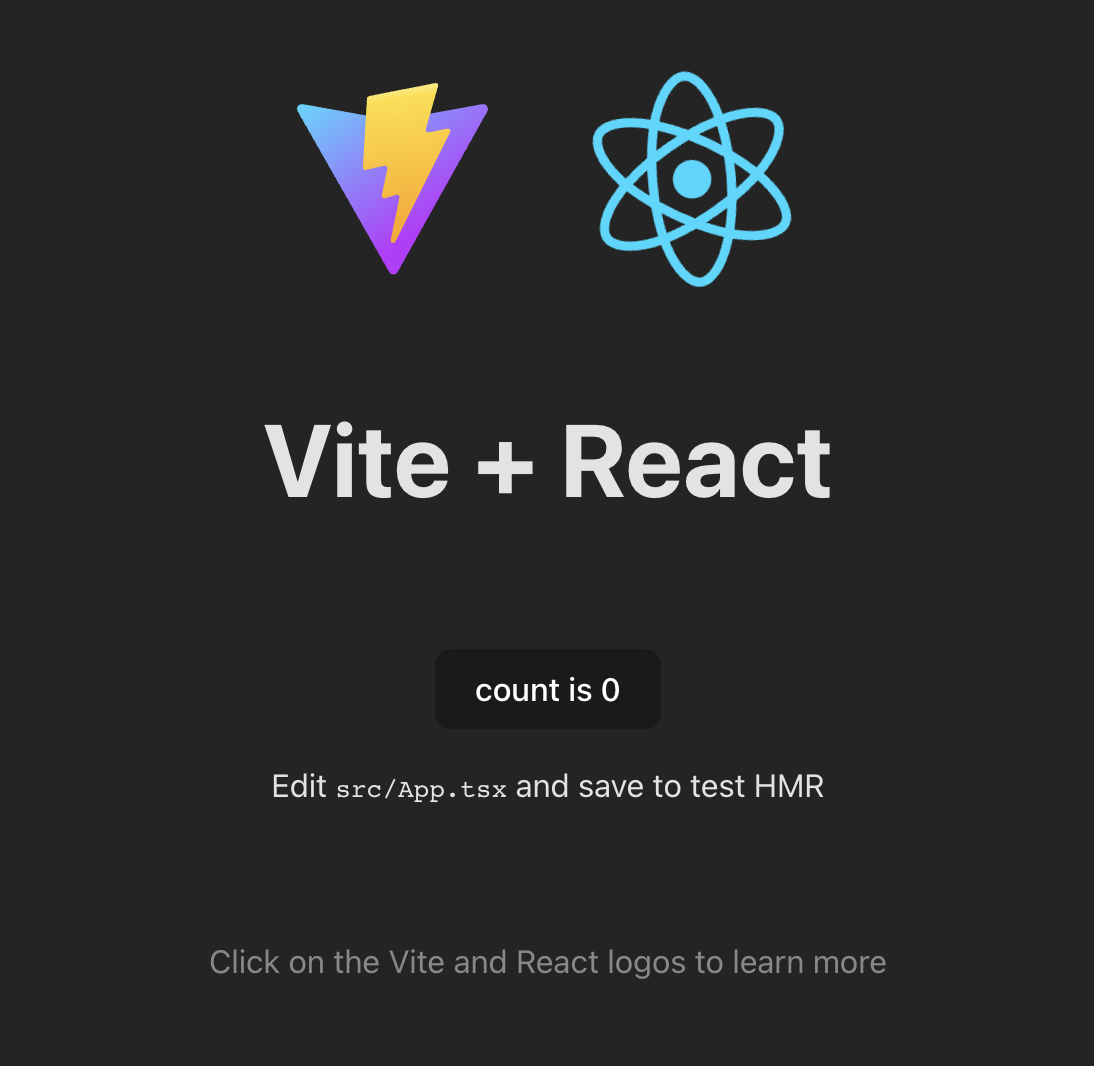 Vite + React
count is 0
Edit src/App.tsx and save to test HMR
Click on the Vite and React logos to learn more